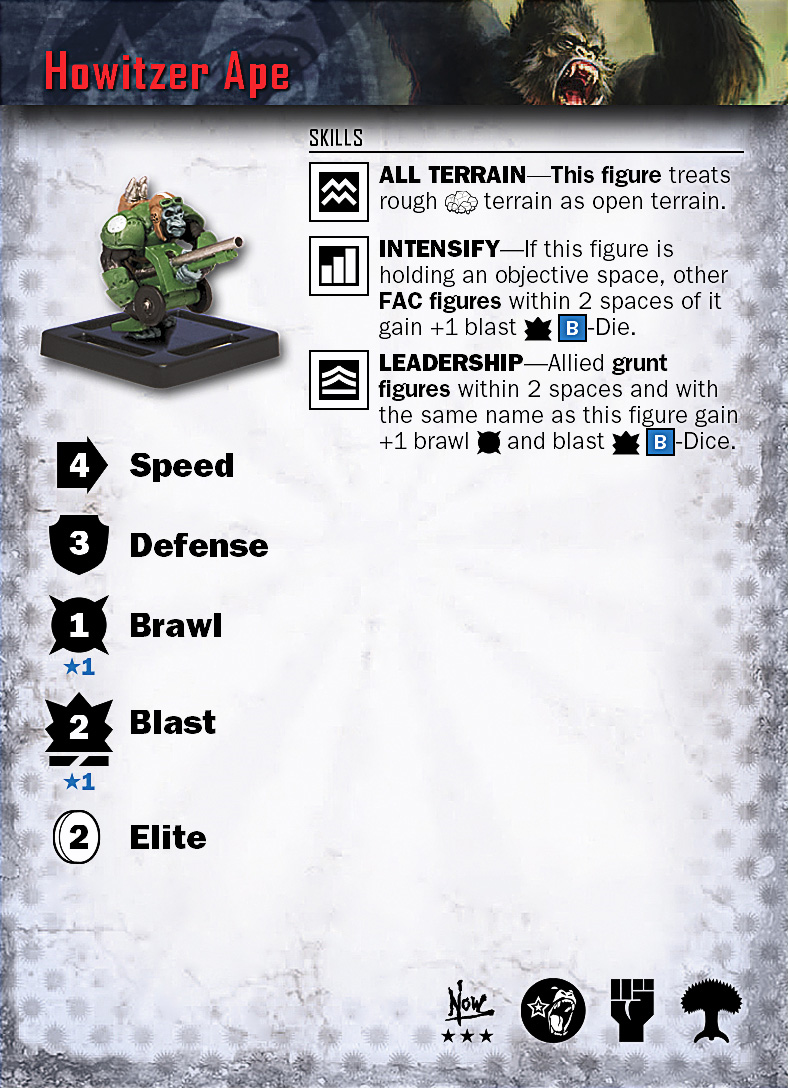 Howitzer Ape
SKILLS
ALL TERRAIN—This figure treats
rough terrain as open terrain.
INTENSIFY—If this figure is
holding an objective space, other
FAC figures within 2 spaces of it
gain +1 blast B-Die.
LEADERSHIP—Allied grunt
figures within 2 spaces and with
the same name as this figure gain
+1 brawl and blast B-Dice.
4 Speed
3 Defense
1 Brawl
★1
2 Blast
★1
2 Elite
Now
★★★